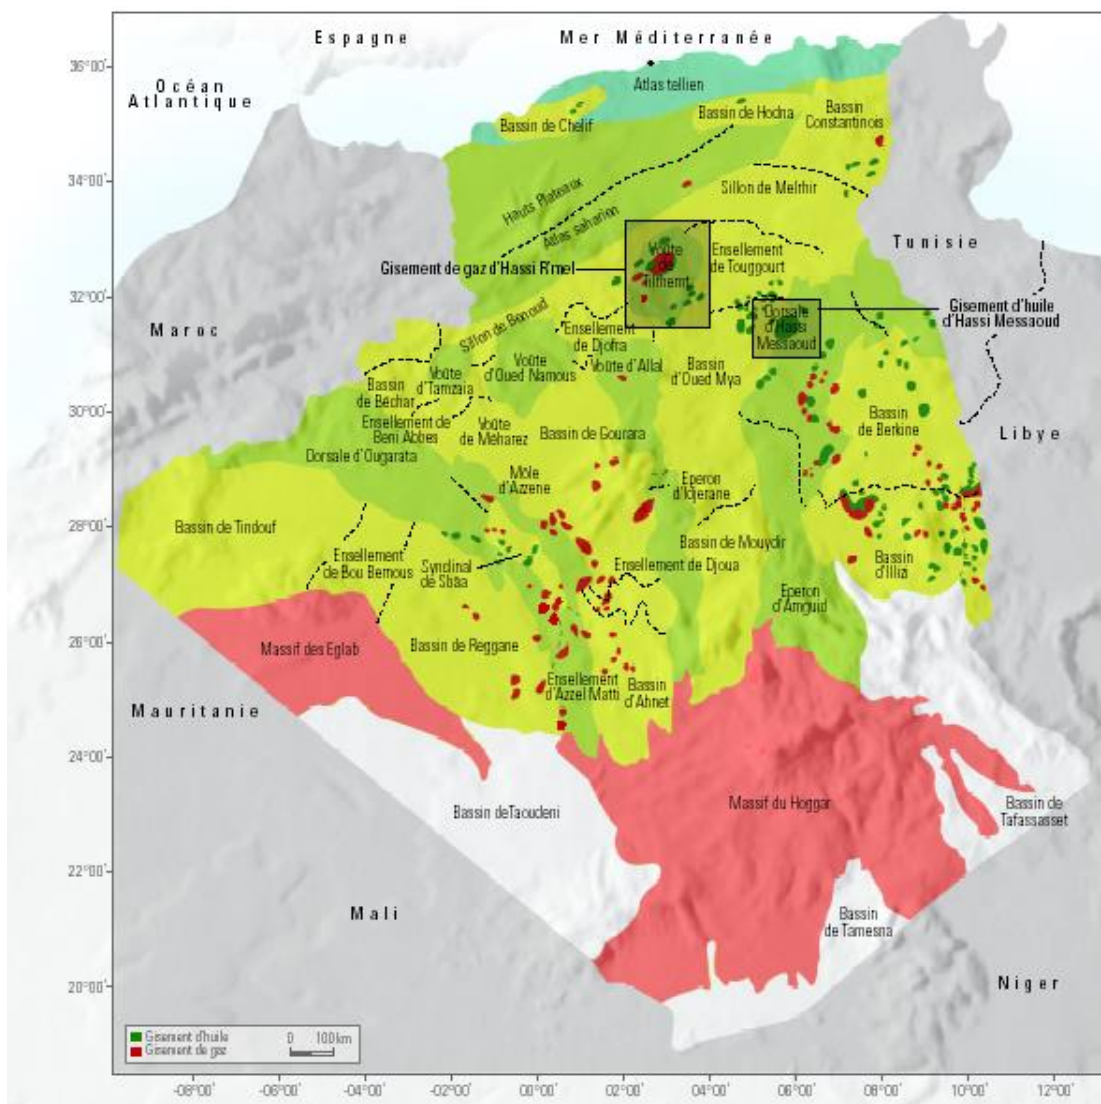 Espagne
Mer Méditerranée
Océan
Atlantique
Atlas tellien
Bassin de Chelif
Bassin de Hodna
Bassin
Constantinois
Hauts Plateaux
Atlas saharien
Sillon de Melrhir
Tunisie
Voûte
de
Tilrhemt
Ensellement
de Touggourt
Gisement de gaz d'Hassi R'mel
Gisement d'huile
d'Hassi Messaoud
Dorsale
d'Hassi
Messaoud
Maroc
Sillon de Benoud
Ensellement
de Djofra
Voûte
d'Oued Namous
Voûte d'Allal
Bassin
d'Oued Mya
Voûte
d'Tamzaia
Bassin
de Béchar
Ensellement de
Beni Abbes
Voûte
de Méharez
Bassin de Gourara
Bassin
de Berkine
Libye
Dorsale d'Ougarata
Môle
d'Azzene
Eperon
d'Idjerane
Bassin de Tindouf
Ensellement
de Bou Bernous
Synclinal
de Sbâa
Bassin de Mouydir
Ensellement de Djoua
Bassin
d'Illizi
Eperon
d'Amguid
Massif des Eglab
Bassin de Reggane
Ensellement
d'Azzel Matti
Bassin
d'Ahnet
Mauritanie
Bassin de Taoudeni
Massif du Hoggar
Bassin de
Tafassasset
Mali
Bassin
de Tamesna
Niger
36°00'
34°00'
32°00'
30°00'
28°00'
26°00'
24°00'
22°00'
20°00'
Gisement d'huile
Gisement de gaz
0 100 km
-08°00' -06°00' -04°00' -02°00' 00°00' 02°00' 04°00' 06°00' 08°00' 10°00' 12°00'